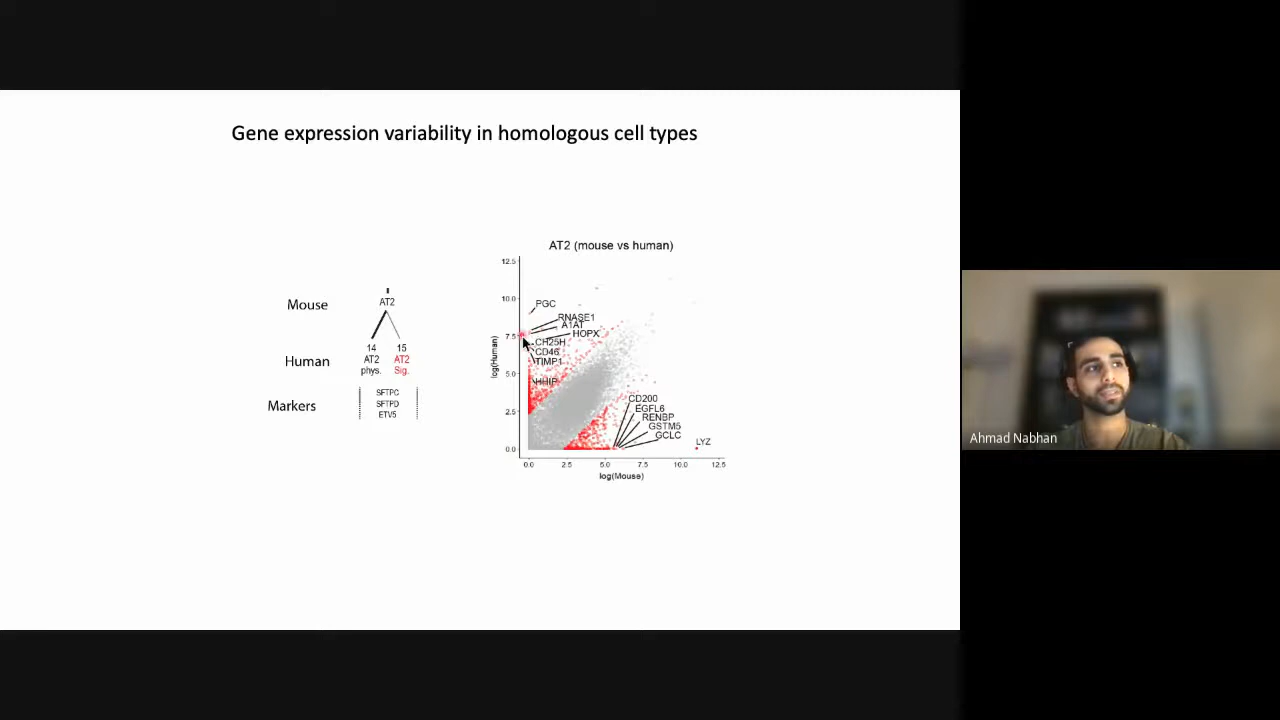 Gene expression variability in homologous cell types
Mouse
AT2
Human
14
AT2
phys.
15
AT2
Sig.
Markers
SFTPC
SFTPD
ETV5
AT2 (mouse vs human)
12.5
10.0
7.5
5.0
2.5
0.0
log(Human)
PGC
RNASE1
A1AT
HOPX
CH25H
CD46
TIMP1
HHIP
CD200
EGFL6
RENBP
GSTM5
GCLC
LYZ
0.0 2.5 5.0 7.5 10.0 12.5
log(Mouse)
Ahmad Nabhan